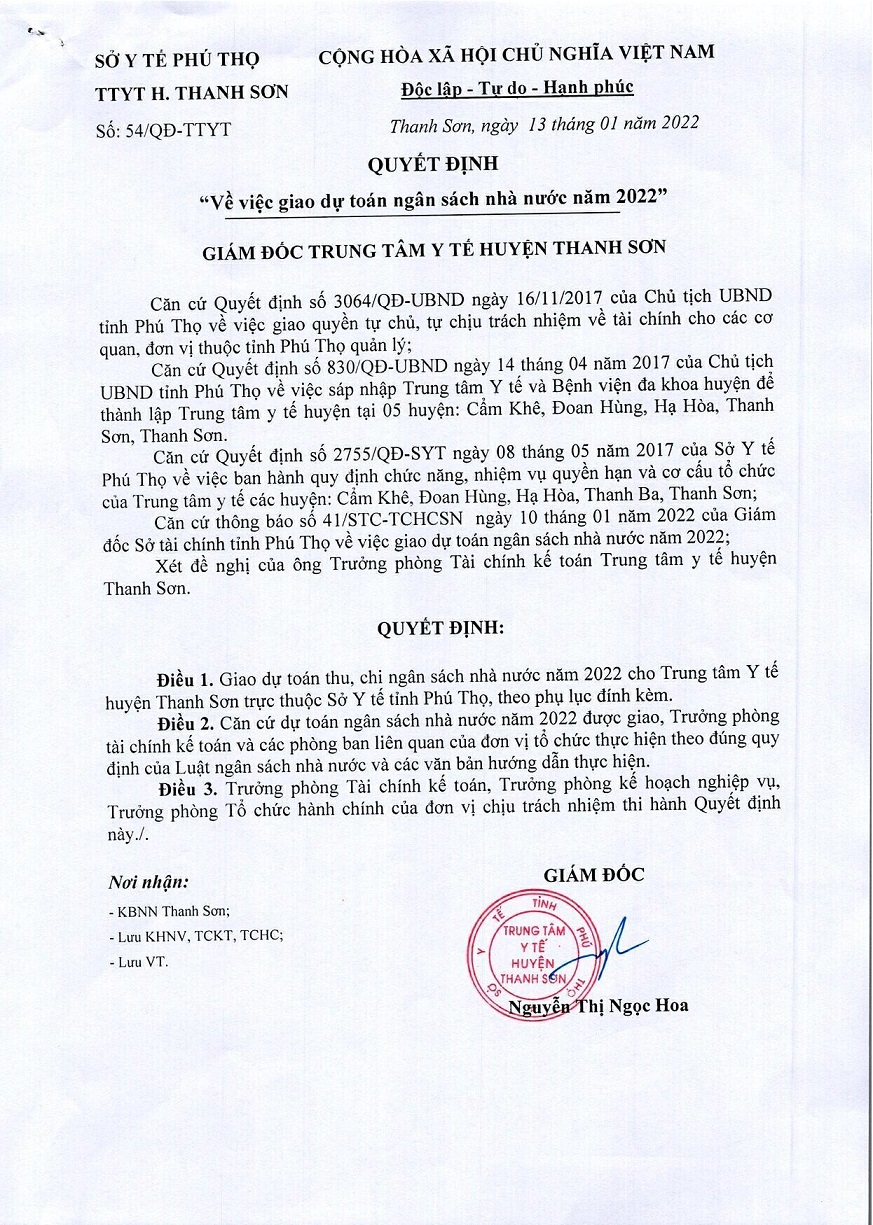 SỞ Y TẾ PHÚ THỌ
CỘNG HÒA XÃ HỘI CHỦ NGHĨA VIỆT NAM
TTYT H. THANH SƠN
Độc lập - Tự do - Hạnh phúc
Số: 54/QĐ-TTYT
Thanh Sơn, ngày 13 tháng 01 năm 2022
QUYẾT ĐỊNH
“Về việc giao dự toán ngân sách nhà nước năm 2022”
GIÁM ĐỐC TRUNG TÂM Y TẾ HUYỆN THANH SƠN
Căn cứ Quyết định số 3064/QĐ-UBND ngày 16/11/2017 của Chủ tịch UBND
tỉnh Phú Thọ về việc giao quyền tự chủ, tự chịu trách nhiệm về tài chính cho các cơ
quan, đơn vị thuộc tỉnh Phú Thọ quản lý;
Căn cứ Quyết định số 830/QĐ-UBND ngày 14 tháng 04 năm 2017 của Chủ tịch
UBND tỉnh Phú Thọ về việc sáp nhập Trung tâm Y tế và Bệnh viện đa khoa huyện để
thành lập Trung tâm y tế huyện tại 05 huyện: Cẩm Khê, Đoan Hùng, Hạ Hòa, Thanh
Sơn, Thanh Sơn.
Căn cứ Quyết định số 2755/QĐ-SYT ngày 08 tháng 05 năm 2017 của Sở Y tế
Phú Thọ về việc ban hành quy định chức năng, nhiệm vụ quyền hạn và cơ cấu tổ chức
của Trung tâm y tế các huyện: Cẩm Khê, Đoan Hùng, Hạ Hòa, Thanh Ba, Thanh Sơn;
Căn cứ thông báo số 41/STC-TCHCSN ngày 10 tháng 01 năm 2022 của Giám
đốc Sở tài chính tỉnh Phú Thọ về việc giao dự toán ngân sách nhà nước năm 2022;
Xét đề nghị của ông Trưởng phòng Tài chính kế toán Trung tâm y tế huyện
Thanh Sơn.
QUYẾT ĐỊNH:
Điều 1. Giao dự toán thu, chi ngân sách nhà nước năm 2022 cho Trung tâm Y tế
huyện Thanh Sơn trực thuộc Sở Y tế tỉnh Phú Thọ, theo phụ lục đính kèm.
Điều 2. Căn cứ dự toán ngân sách nhà nước năm 2022 được giao, Trưởng phòng
tài chính kế toán và các phòng ban liên quan của đơn vị tổ chức thực hiện theo đúng quy
định của Luật ngân sách nhà nước và các văn bản hướng dẫn thực hiện.
Điều 3. Trưởng phòng Tài chính kế toán, Trưởng phòng kế hoạch nghiệp vụ,
Trưởng phòng Tổ chức hành chính của đơn vị chịu trách nhiệm thi hành Quyết định
này./.
Nơi nhận:
- KBNN Thanh Sơn;
- Lưu KHNV, TCKT, TCHC;
- Lưu VT.
GIÁM ĐỐC
SỞ Y TẾ TỈNH PHÚ THỌ
TRUNG TÂM
Y TẾ
HUYỆN
THANH SƠN
Nguyễn Thị Ngọc Hoa